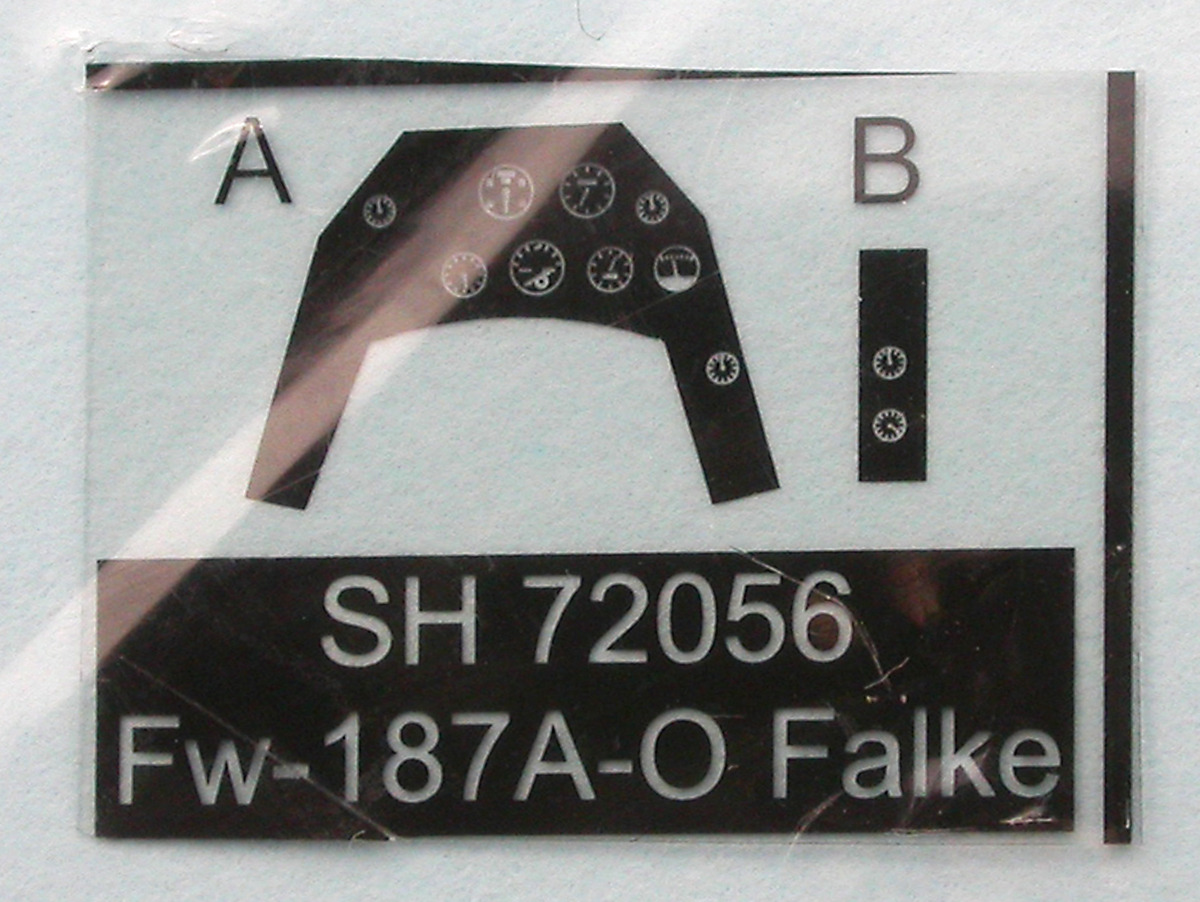 A
B
SH 72056
Fw-187A-O Falke